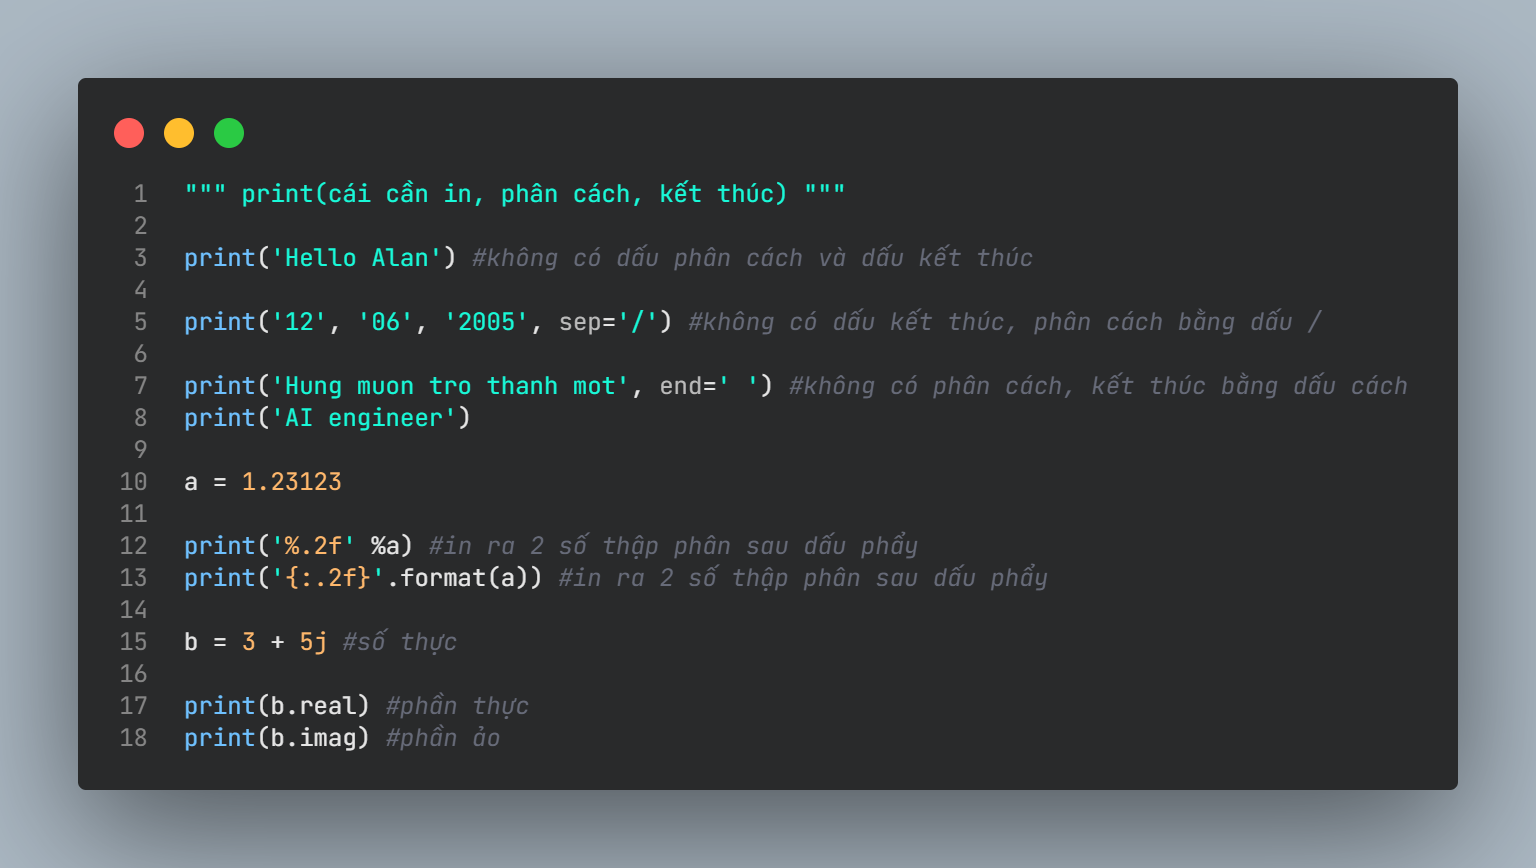 1 """ print(cái cần in, phân cách, kết thúc) """
2
3 print('Hello Alan') #không có dấu phân cách và dấu kết thúc
4
5 print('12', '06', '2005', sep='/') #không có dấu kết thúc, phân cách bằng dấu /
6
7 print('Hung muon tro thanh mot', end=' ') #không có phân cách, kết thúc bằng dấu cách
8 print('AI engineer')
9
10 a = 1.23123
11
12 print('%.2f' %a) #in ra 2 số thập phân sau dấu phẩy
13 print('{:.2f}'.format(a)) #in ra 2 số thập phân sau dấu phẩy
14
15 b = 3 + 5j #số thực
16
17 print(b.real) #phần thực
18 print(b.imag) #phần ảo